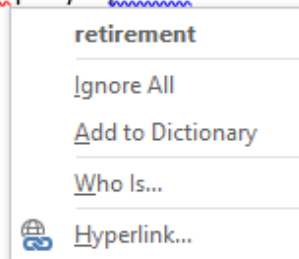 retirement
Ignore All
Add to Dictionary
Who Is...
Hyperlink...